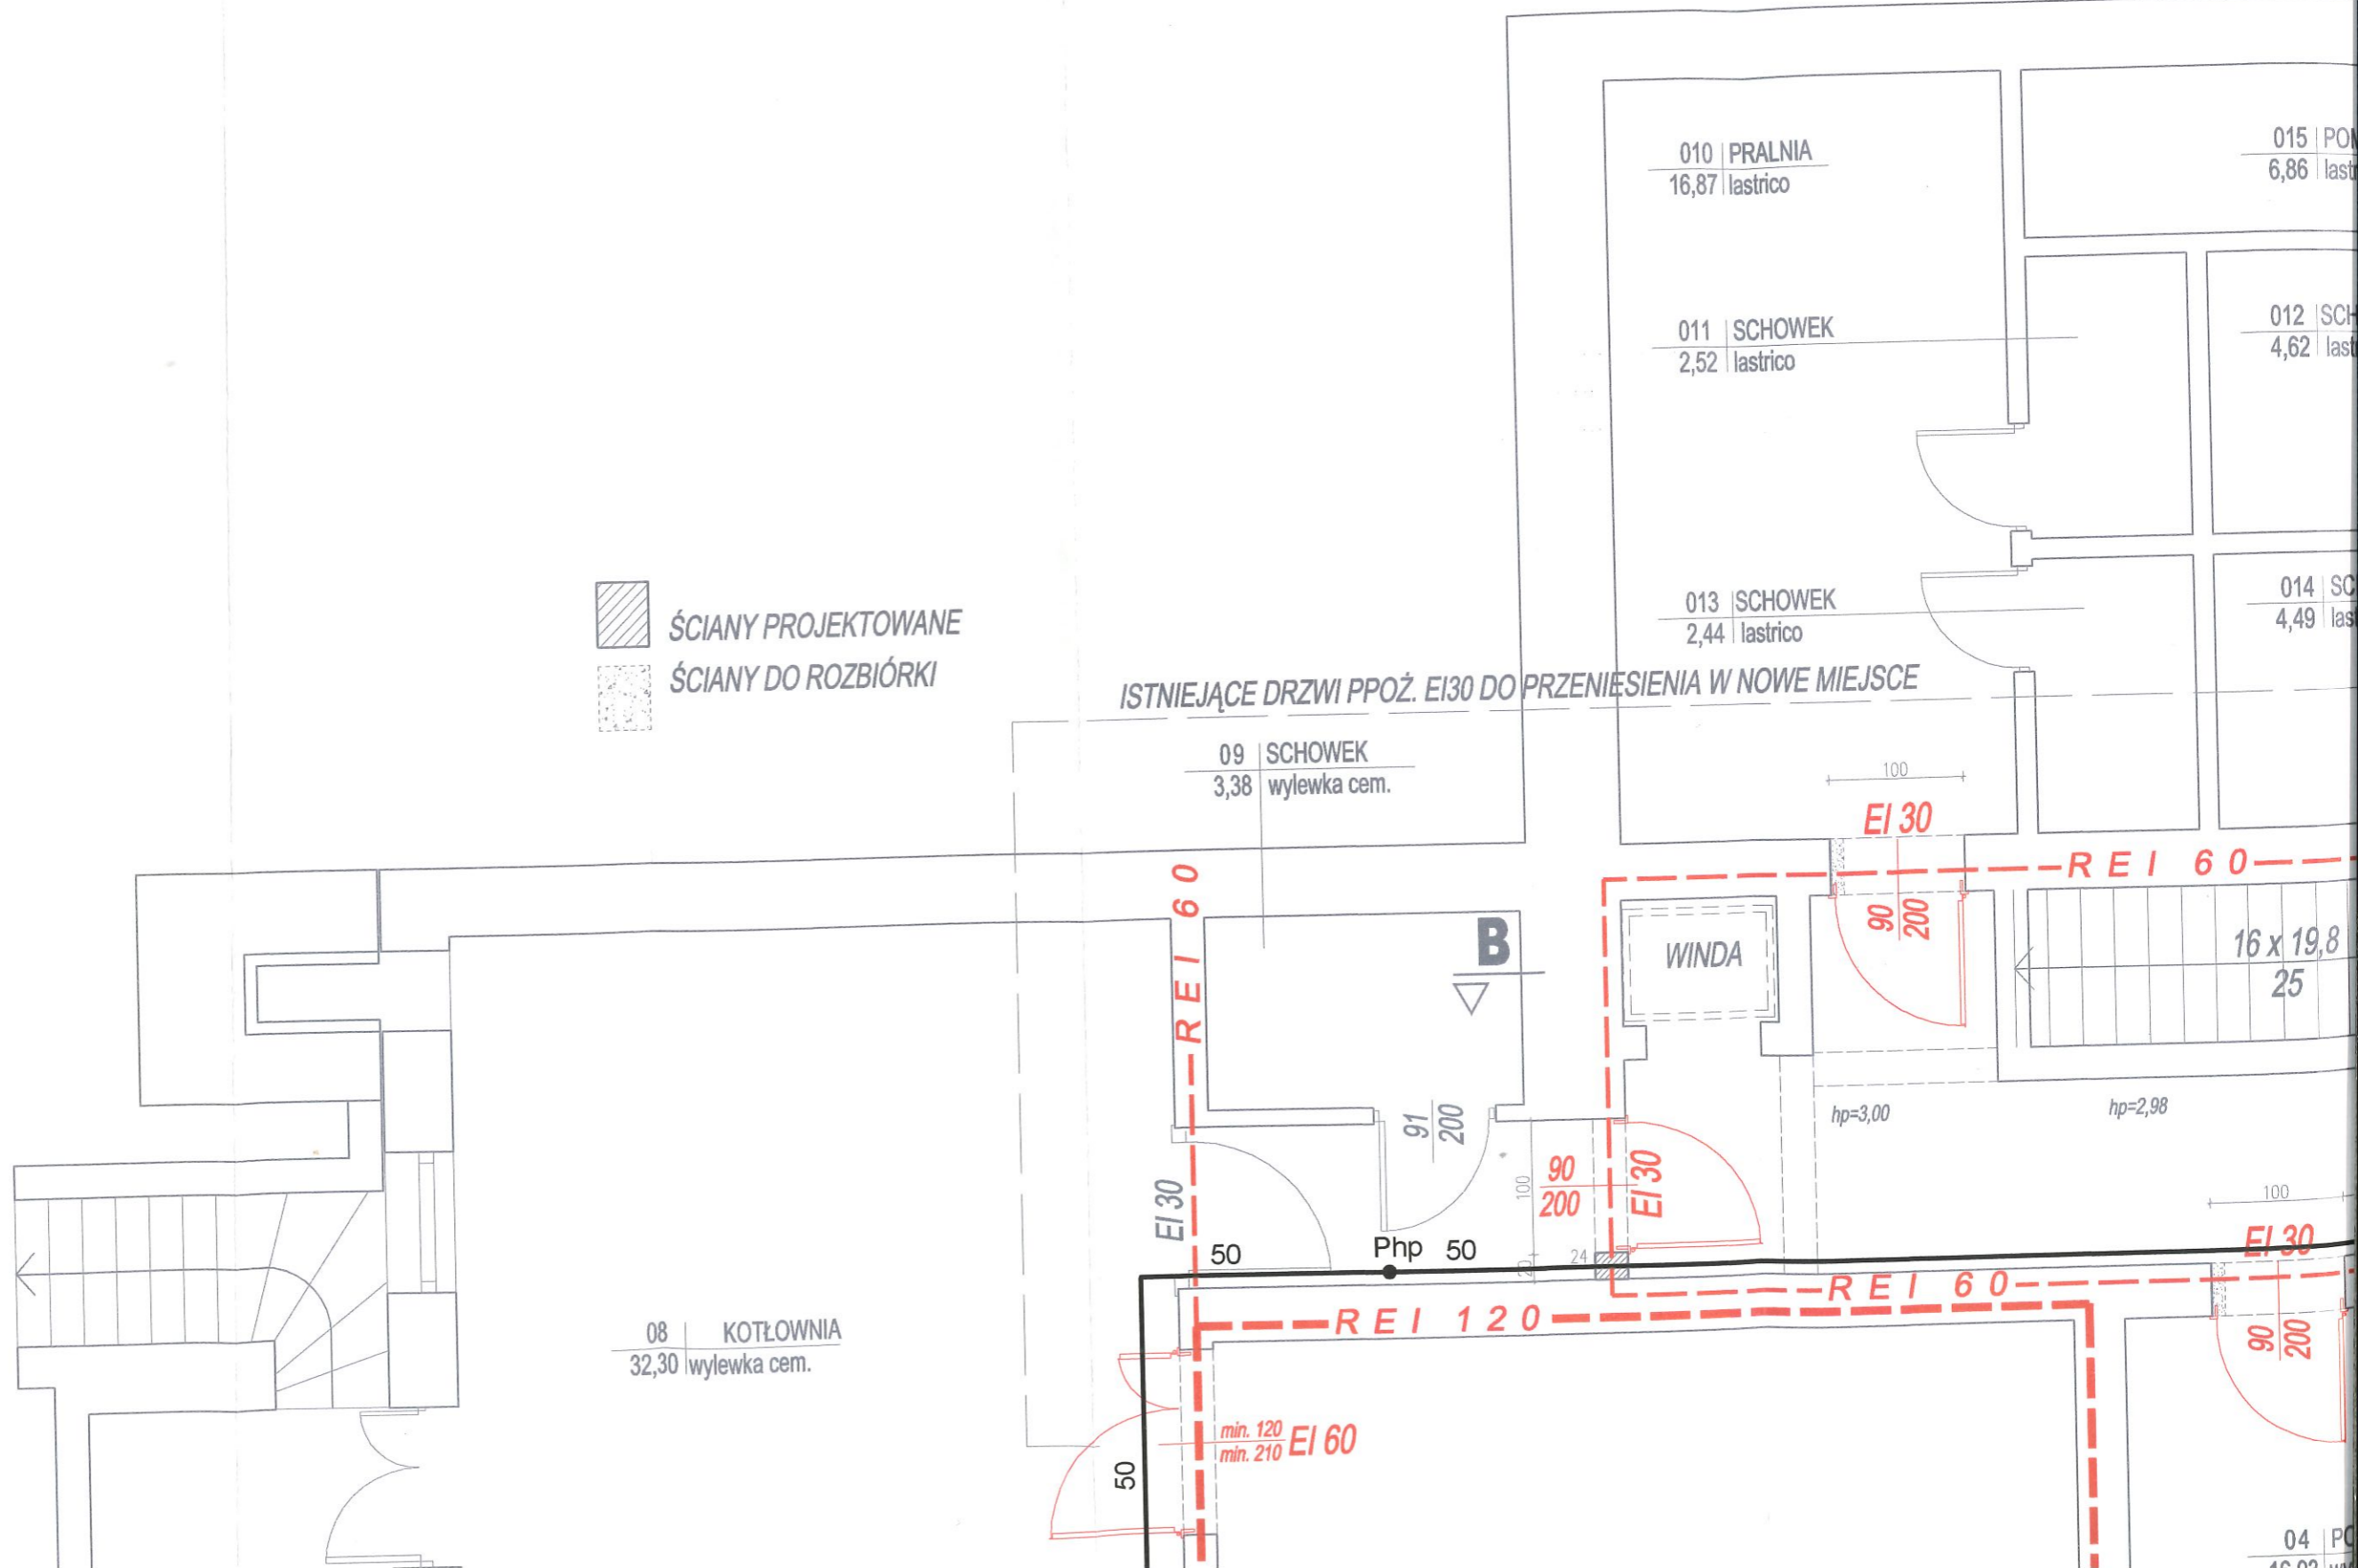 010 PRALNIA
16,87 lastrico
015
6,86
011 SCHOWEK
2,52 lastrico
012
4,62
013 SCHOWEK
2,44 lastrico
014
4,49
ŚCIANY PROJEKTOWANE
ŚCIANY DO ROZBIÓRKI
ISTNIEJĄCE DRZWI PPOŻ. EI30 DO PRZENIESIENIA W NOWE MIEJSCE
09 SCHOWEK
3,38 wylewka cem.
100
EI 30
REI 60
REI 60
90
200
B
WINDA
16 x 19,8
25
hp=3,00
hp=2,98
91
200
EI 30
100
90
200
EI 30
100
EI 30
50
Php 50
20
24
REI 60
REI 120
90
200
08 KOTŁOWNIA
32,30 wylewka cem.
min. 120
min. 210
EI 60
50
04